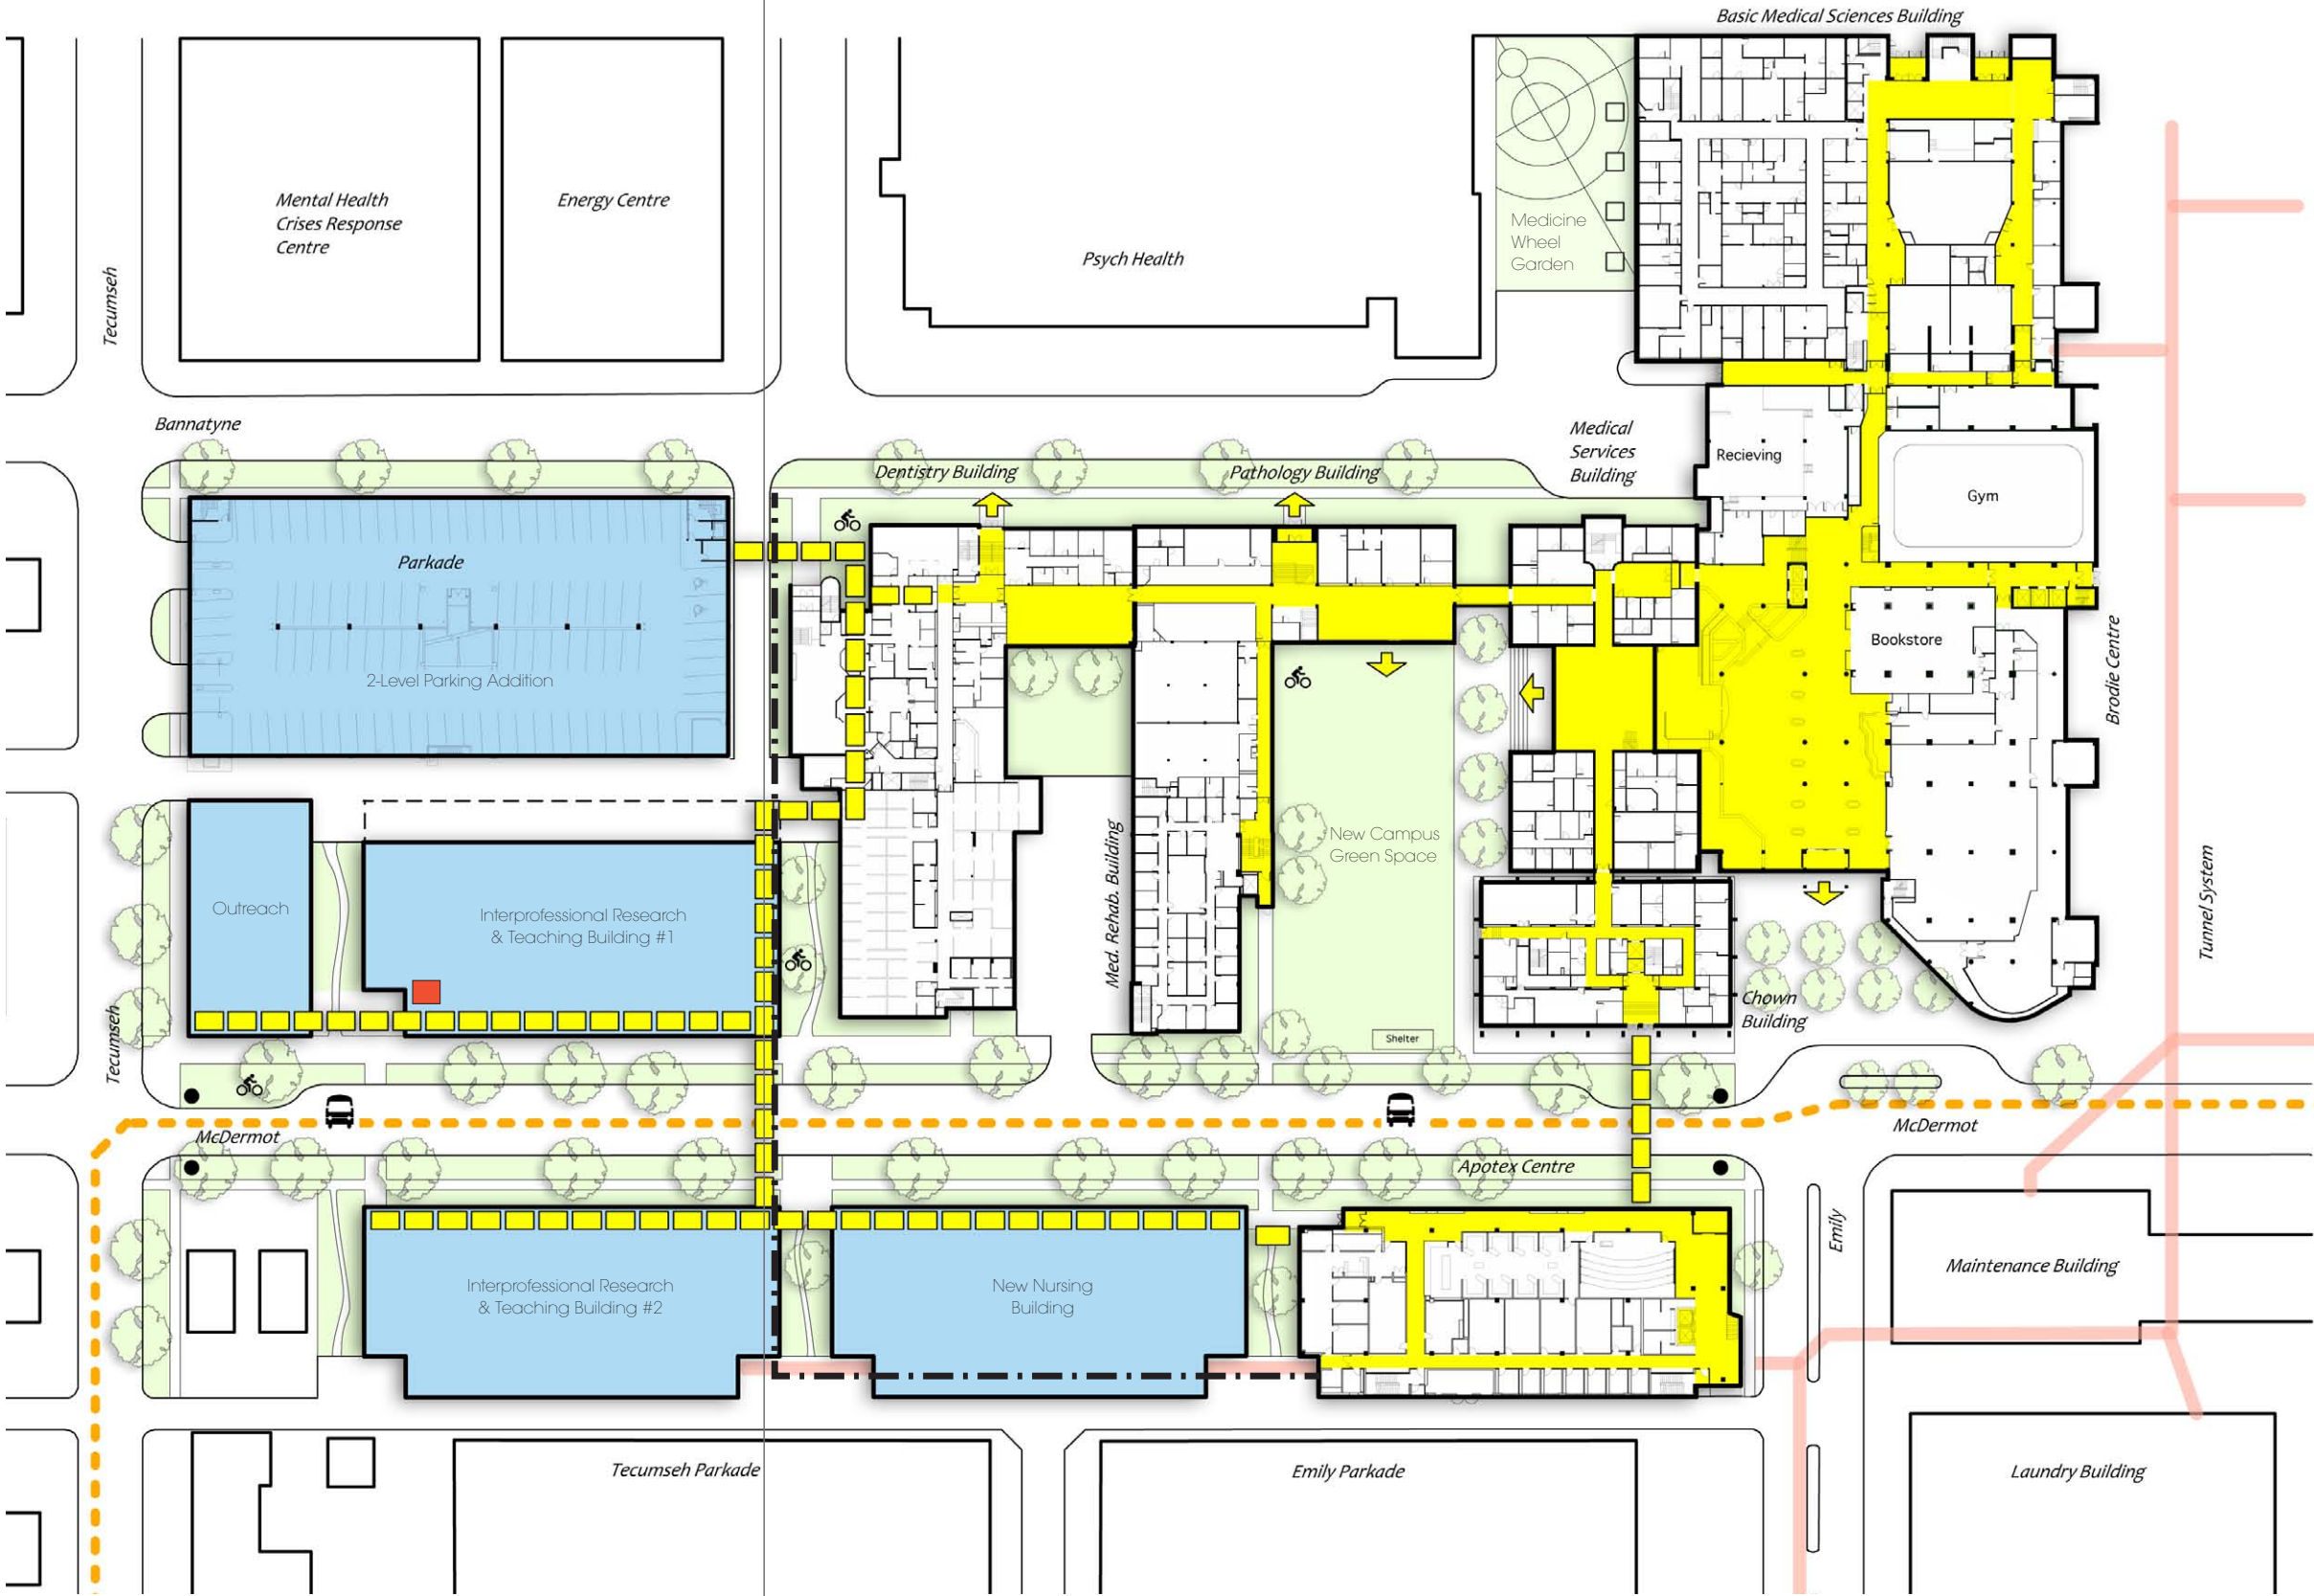 Basic Medical Sciences Building
Mental Health
Crises Response
Centre
Energy Centre
Psych Health
Medicine
Wheel
Garden
Tecumseh
Bannatyne
Medical
Services
Building
Recieving
Gym
Dentistry Building
Pathology Building
Parkade
2-Level Parking Addition
Bookstore
Brodie Centre
New Campus
Green Space
Med. Rehab. Building
Tunnel System
Outreach
Interprofessional Research
& Teaching Building #1
Chown
Building
Shelter
Tecumseh
McDermot
McDermot
Apotex Centre
Emily
Interprofessional Research
& Teaching Building #2
New Nursing
Building
Maintenance Building
Tecumseh Parkade
Emily Parkade
Laundry Building